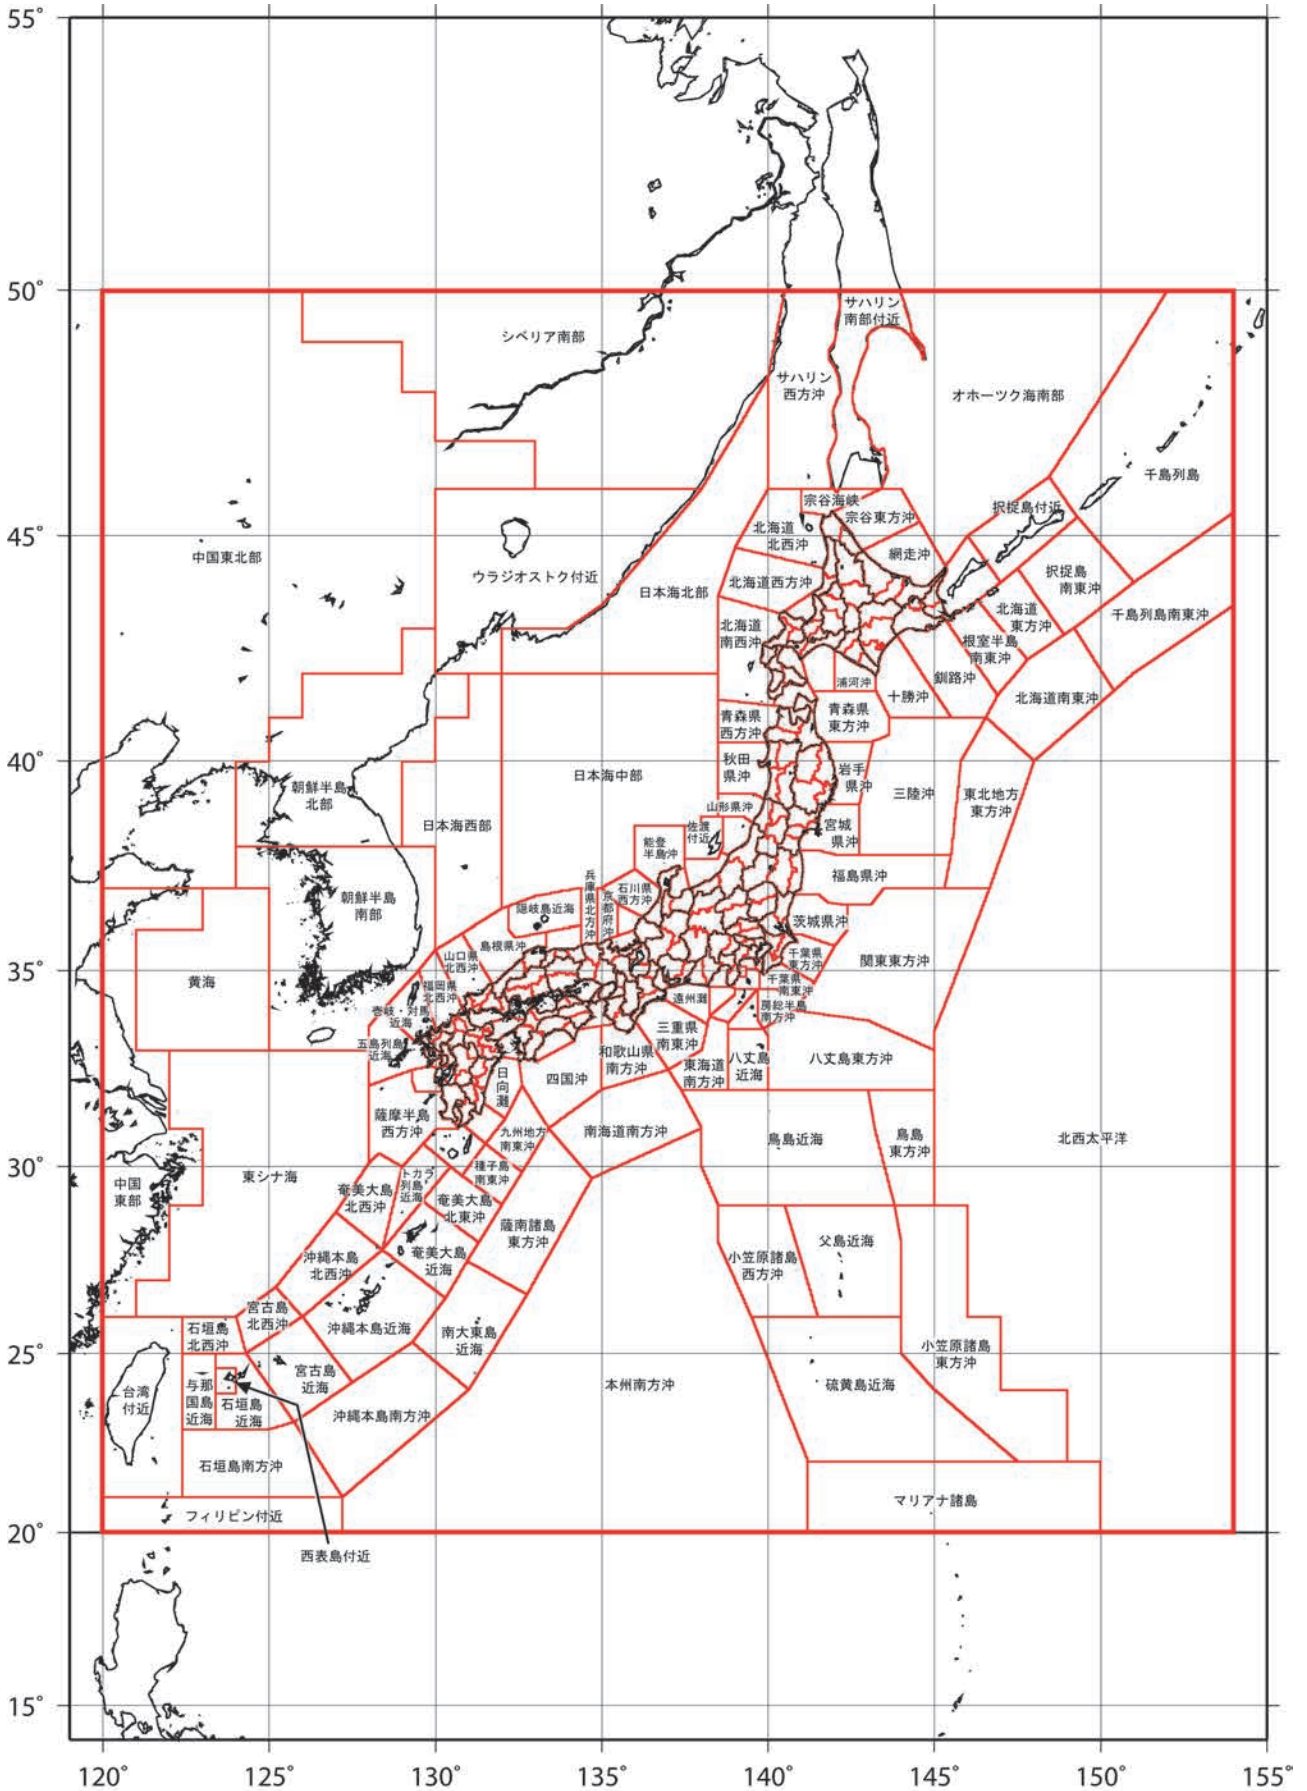 55°
50°
45°
40°
35°
30°
25°
20°
15°
120°
125°
130°
135°
140°
145°
150°
155°
シベリア南部
サハリン
南部付近
サハリン
西方沖
オホーツク海南部
千島列島
択捉島付近
宗谷海峡
宗谷東方沖
北海道
北西沖
網走沖
中国東北部
ウラジオストク付近
日本海北部
北海道西方沖
択捉島
南東沖
北海道
東方沖
千島列島南東沖
北海道
南西沖
根室半島
南東沖
釧路沖
浦河沖
十勝沖
北海道南東沖
青森県
西方沖
青森県
東方沖
秋田
県沖
岩手
県沖
日本海中部
朝鮮半島
北部
三陸沖
東北地方
東方沖
山形県沖
日本海西部
佐渡
付近
宮城
県沖
能登
半島沖
福島県沖
兵庫県北方沖
京都府沖
石川県
西方沖
朝鮮半島
南部
隠岐島近海
茨城県沖
島根県沖
山口県
北西沖
千葉県
東方沖
関東東方沖
黄海
福岡県
北西沖
千葉県
南東沖
遠州灘
房総半島
南方沖
壱岐・対馬
近海
三重県
南東沖
五島列島
近海
和歌山県
南方沖
東海道
南方沖
八丈島
近海
八丈島東方沖
日向灘
四国沖
薩摩半島
西方沖
九州地方
南東沖
南海道南方沖
鳥島近海
鳥島
東方沖
北西太平洋
中国
東部
東シナ海
種子島
南東沖
トカラ
列島
近海
奄美大島
北西沖
奄美大島
北東沖
薩南諸島
東方沖
沖縄本島
北西沖
奄美大島
近海
小笠原諸島
西方沖
父島近海
宮古島
北西沖
石垣島
北西沖
沖縄本島近海
南大東島
近海
小笠原諸島
東方沖
台湾
付近
与那
国島
近海
石垣島
近海
宮古島
近海
沖縄本島南方沖
本州南方沖
硫黄島近海
石垣島南方沖
マリアナ諸島
フィリピン付近
西表島付近